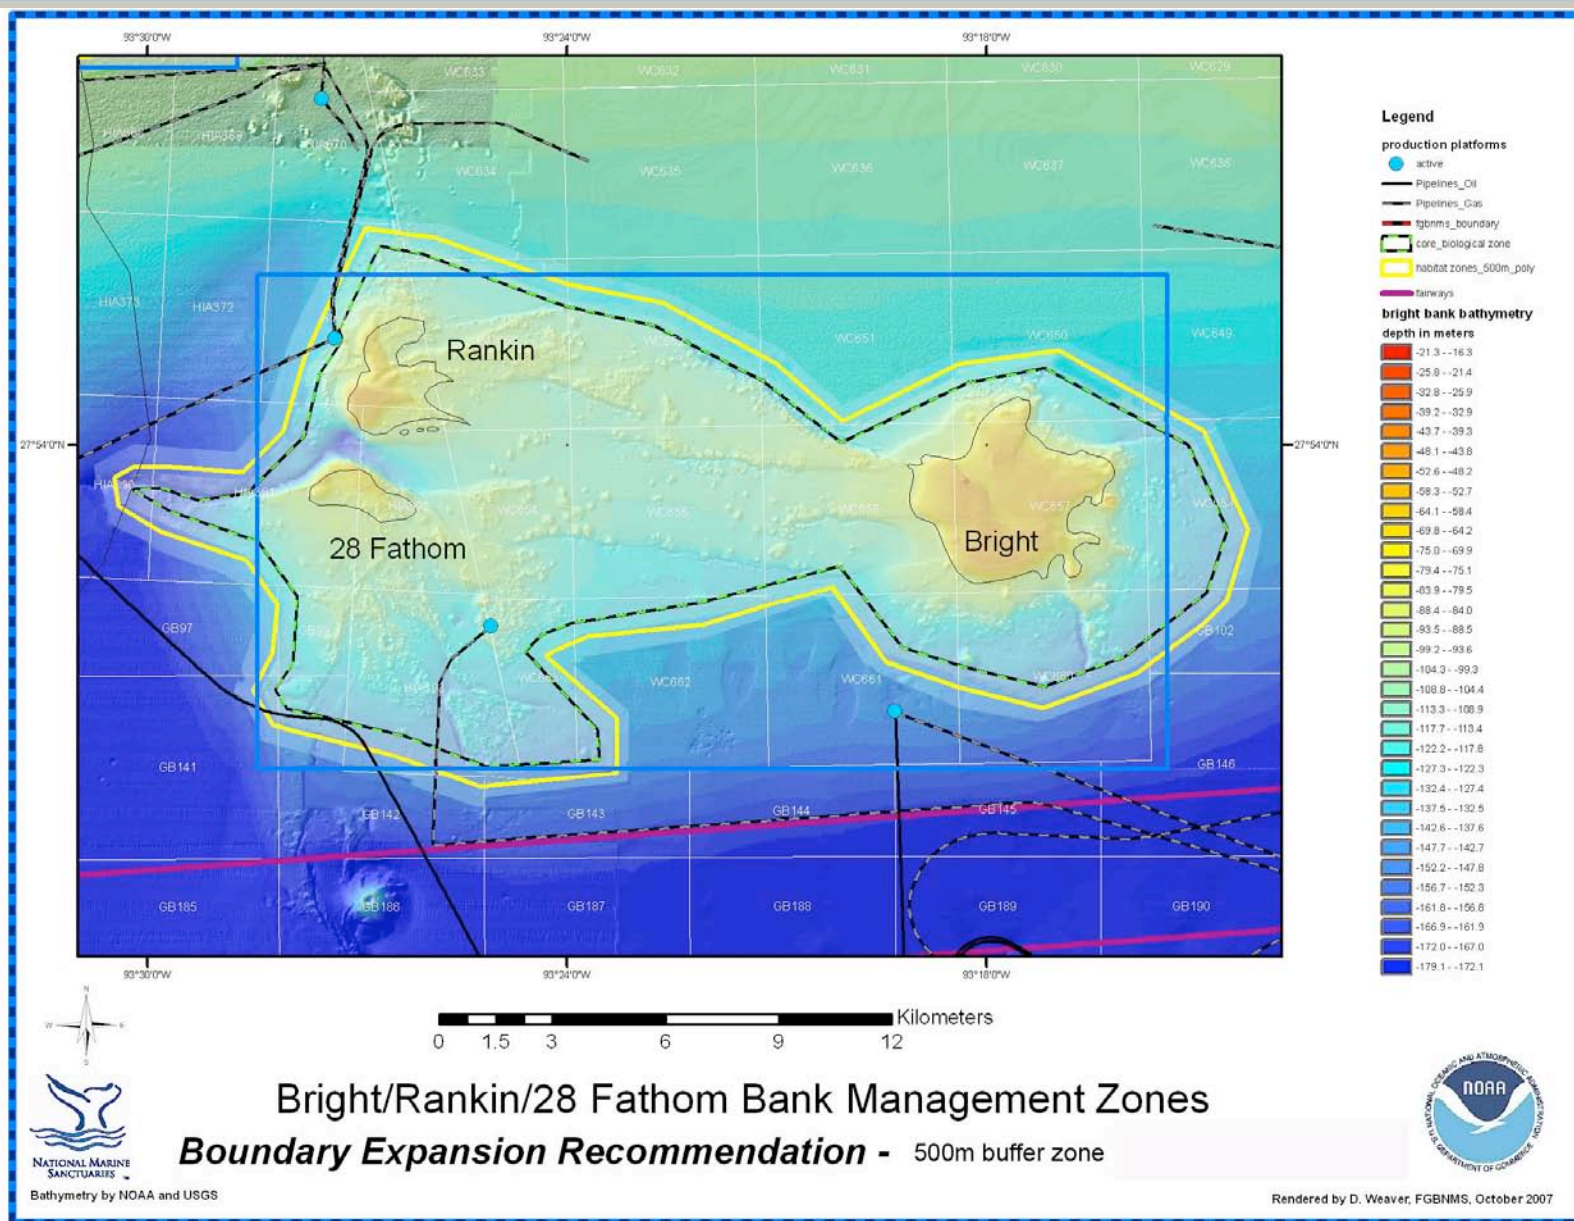 93°30'0"W 93°24'0"W 93°18'0"W
WC633 WC632 WC631 WC630 WC629
HIA369 HIA370
WC634 WC635 WC636 WC637 WC638
HIA373 HIA372 WC651 WC650 WC649
Rankin
27°54'0"N 27°54'0"N
28 Fathom
Bright
WC657
GB97 GB102
WC662 WC661
GB141 GB146
GB142 GB143 GB144 GB145
GB185 GB186 GB187 GB188 GB189 GB190
93°30'0"W 93°24'0"W 93°18'0"W
Legend
production platforms
active
Pipelines_Oil
Pipelines_Gas
fgbnms_boundary
core_biological zone
habitat zones_500m_poly
fairways
bright bank bathymetry
depth in meters
-21.3 - -16.3
-25.8 - -21.4
-32.8 - -25.9
-39.2 - -32.9
-43.7 - -39.3
-48.1 - -43.8
-52.6 - -48.2
-58.3 - -52.7
-64.1 - -58.4
-69.8 - -64.2
-75.0 - -69.9
-79.4 - -75.1
-83.9 - -79.5
-88.4 - -84.0
-93.5 - -88.5
-99.2 - -93.6
-104.3 - -99.3
-108.8 - -104.4
-113.3 - -108.9
-117.7 - -113.4
-122.2 - -117.8
-127.3 - -122.3
-132.4 - -127.4
-137.5 - -132.5
-142.6 - -137.6
-147.7 - -142.7
-152.2 - -147.8
-156.7 - -152.3
-161.8 - -156.8
-166.9 - -161.9
-172.0 - -167.0
-179.1 - -172.1
N
W E
S
Kilometers
0 1.5 3 6 9 12
Bright/Rankin/28 Fathom Bank Management Zones
Boundary Expansion Recommendation - 500m buffer zone
NATIONAL MARINE
SANCTUARIES
NATIONAL OCEANIC AND ATMOSPHERIC ADMINISTRATION
NOAA
U.S. DEPARTMENT OF COMMERCE
Bathymetry by NOAA and USGS
Rendered by D. Weaver, FGBNMS, October 2007